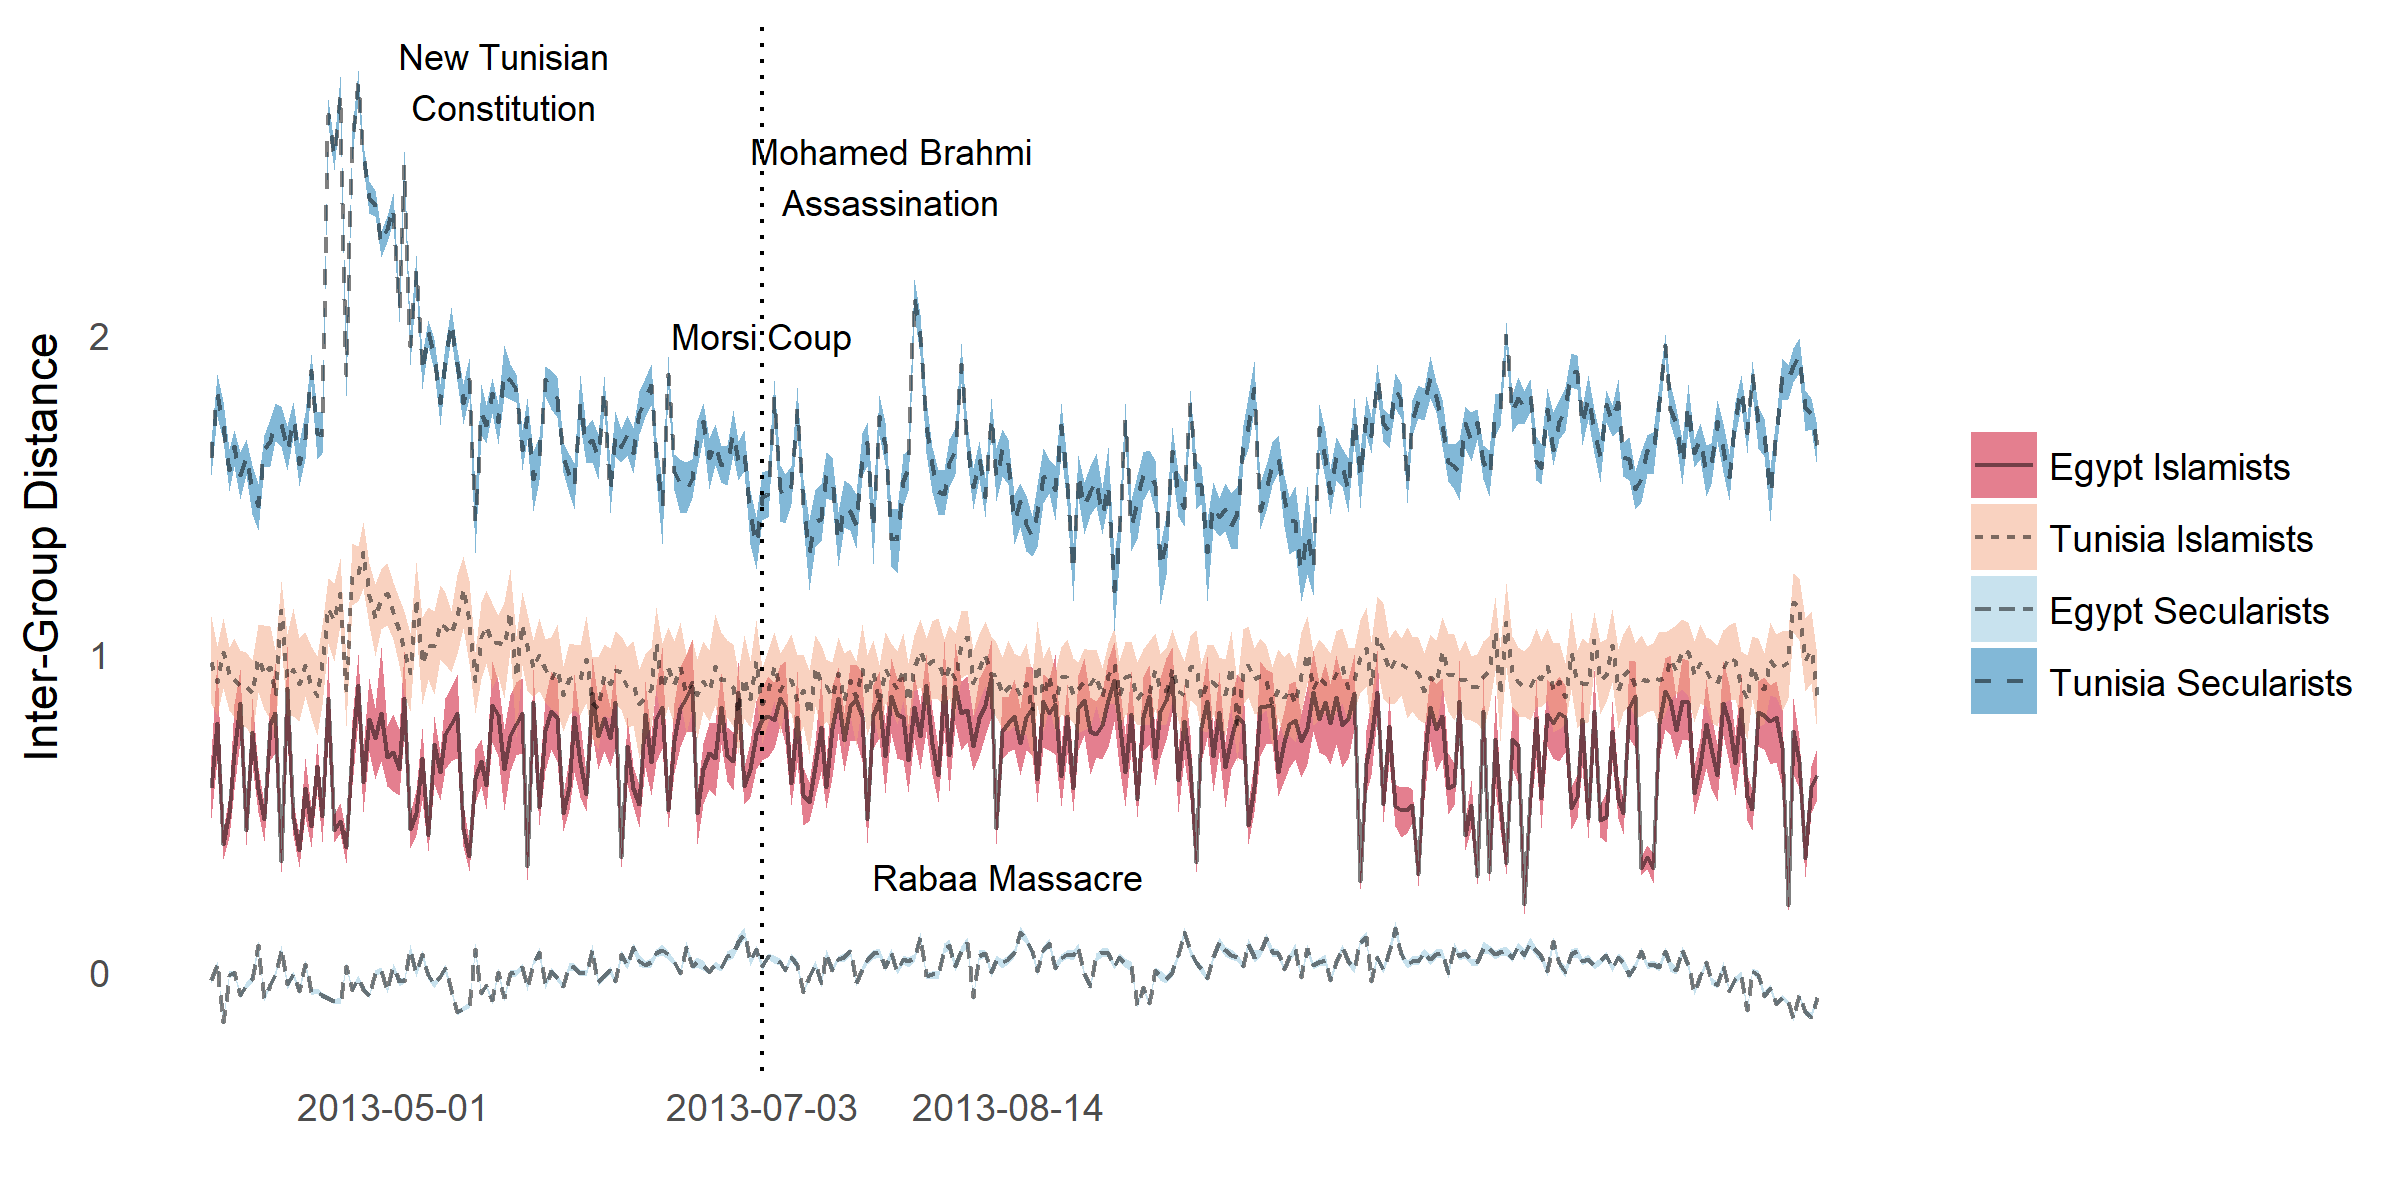 New Tunisian
Constitution
Mohamed Brahmi
Assassination
Morsi Coup
Rabaa Massacre
Inter-Group Distance
2
1
0
2013-05-01
2013-07-03
2013-08-14
Egypt Islamists
Tunisia Islamists
Egypt Secularists
Tunisia Secularists